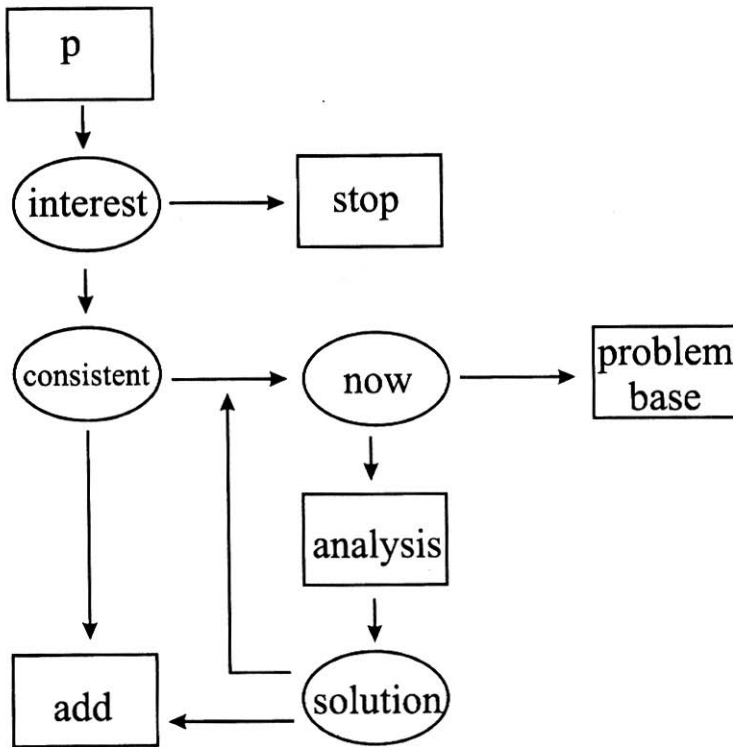 p
interest
stop
consistent
now
problem
base
analysis
add
solution